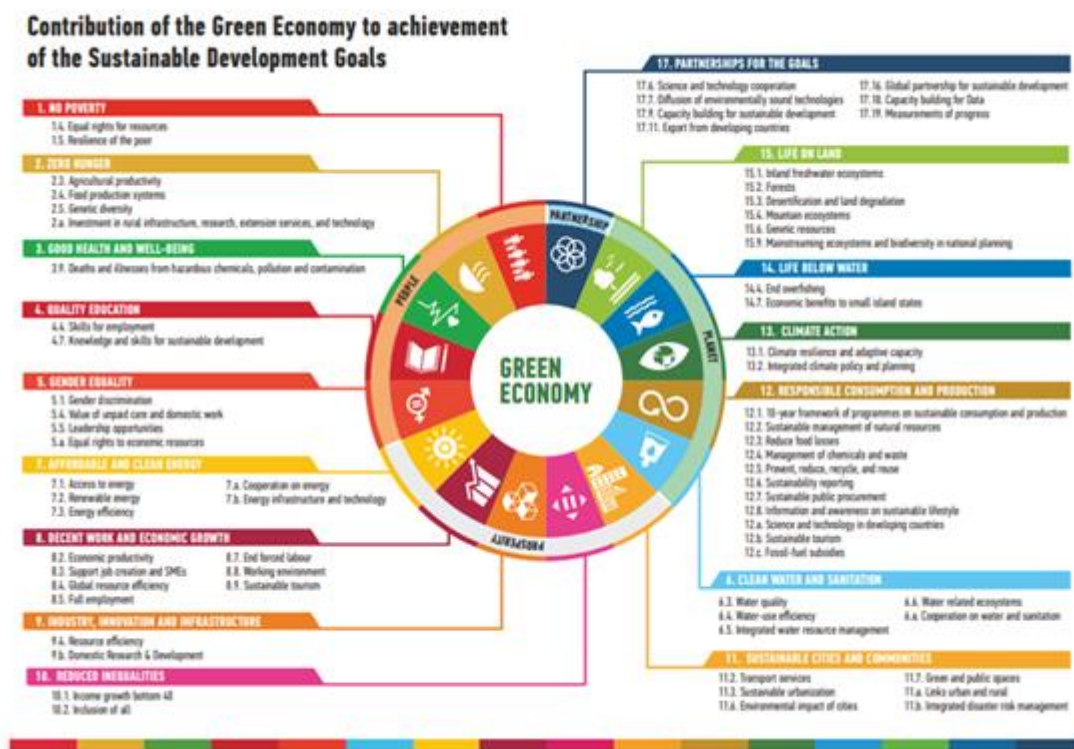 Contribution of the Green Economy to achievement
of the Sustainable Development Goals
1. NO POVERTY
1.4. Equal rights for resources
1.5. Resilience of the poor
2. ZERO HUNGER
2.3. Agricultural productivity
2.4. Food production systems
2.5. Genetic diversity
2.a. Investment in rural infrastructure, research, extension services, and technology
3. GOOD HEALTH AND WELL-BEING
3.9. Deaths and illnesses from hazardous chemicals, pollution and contamination
4. QUALITY EDUCATION
4.4. Skills for employment
4.7. Knowledge and skills for sustainable development
5. GENDER EQUALITY
5.1. Gender discrimination
5.4. Value of unpaid care and domestic work
5.5. Leadership opportunities
5.a. Equal rights to economic resources
7. AFFORDABLE AND CLEAN ENERGY
7.1. Access to energy
7.2. Renewable energy
7.3. Energy efficiency
7.a. Cooperation on energy
7.b. Energy infrastructure and technology
8. DECENT WORK AND ECONOMIC GROWTH
8.2. Economic productivity
8.3. Support job creation and SMEs
8.4. Global resource efficiency
8.5. Full employment
8.7. End forced labour
8.8. Working environment
8.9. Sustainable tourism
9. INDUSTRY, INNOVATION AND INFRASTRUCTURE
9.4. Resource efficiency
9.b. Domestic Research & Development
10. REDUCED INEQUALITIES
10.1. Income growth bottom 40
10.2. Inclusion of all
PEOPLE
PARTNERSHIP
PLANET
PROSPERITY
GREEN
ECONOMY
17. PARTNERSHIPS FOR THE GOALS
17.6. Science and technology cooperation
17.7. Diffusion of environmentally sound technologies
17.9. Capacity building for sustainable development
17.11. Export from developing countries
17.16. Global partnership for sustainable development
17.18. Capacity building for Data
17.19. Measurements of progress
15. LIFE ON LAND
15.1. Inland freshwater ecosystems
15.2. Forests
15.3. Desertification and land degradation
15.4. Mountain ecosystems
15.6. Genetic resources
15.9. Mainstreaming ecosystems and biodiversity in national planning
14. LIFE BELOW WATER
14.4. End overfishing
14.7. Economic benefits to small island states
13. CLIMATE ACTION
13.1. Climate resilience and adaptive capacity
13.2. Integrated climate policy and planning
12. RESPONSIBLE CONSUMPTION AND PRODUCTION
12.1. 10-year framework of programmes on sustainable consumption and production
12.2. Sustainable management of natural resources
12.3. Reduce food losses
12.4. Management of chemicals and waste
12.5. Prevent, reduce, recycle, and reuse
12.6. Sustainability reporting
12.7. Sustainable public procurement
12.8. Information and awareness on sustainable lifestyle
12.a. Science and technology in developing countries
12.b. Sustainable tourism
12.c. Fossil-fuel subsidies
6. CLEAN WATER AND SANITATION
6.3. Water quality
6.4. Water-use efficiency
6.5. Integrated water resource management
6.6. Water related ecosystems
6.a. Cooperation on water and sanitation
11. SUSTAINABLE CITIES AND COMMUNITIES
11.2. Transport services
11.3. Sustainable urbanization
11.6. Environmental impact of cities
11.7. Green and public spaces
11.a. Links urban and rural
11.b. Integrated disaster risk management